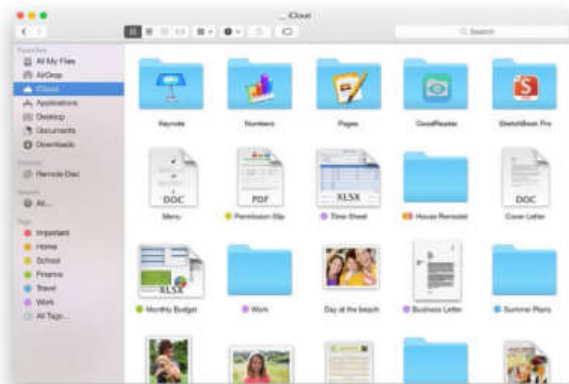 iCloud
Search
Favorites
All My Files
AirDrop
iCloud
Applications
Desktop
Documents
Downloads
Devices
Remote Disc
Shared
All...
Tags
Important
Home
School
Finance
Travel
Work
All Tags...
Keynote
Numbers
Pages
GoodReader
SketchBook Pro
DOC
PDF
XLSX
DOC
Menu
Permission Slip
Time Sheet
House Remodel
Cover Letter
XLSX
Monthly Budget
Work
Day at the beach
Business Letter
Summer Plans